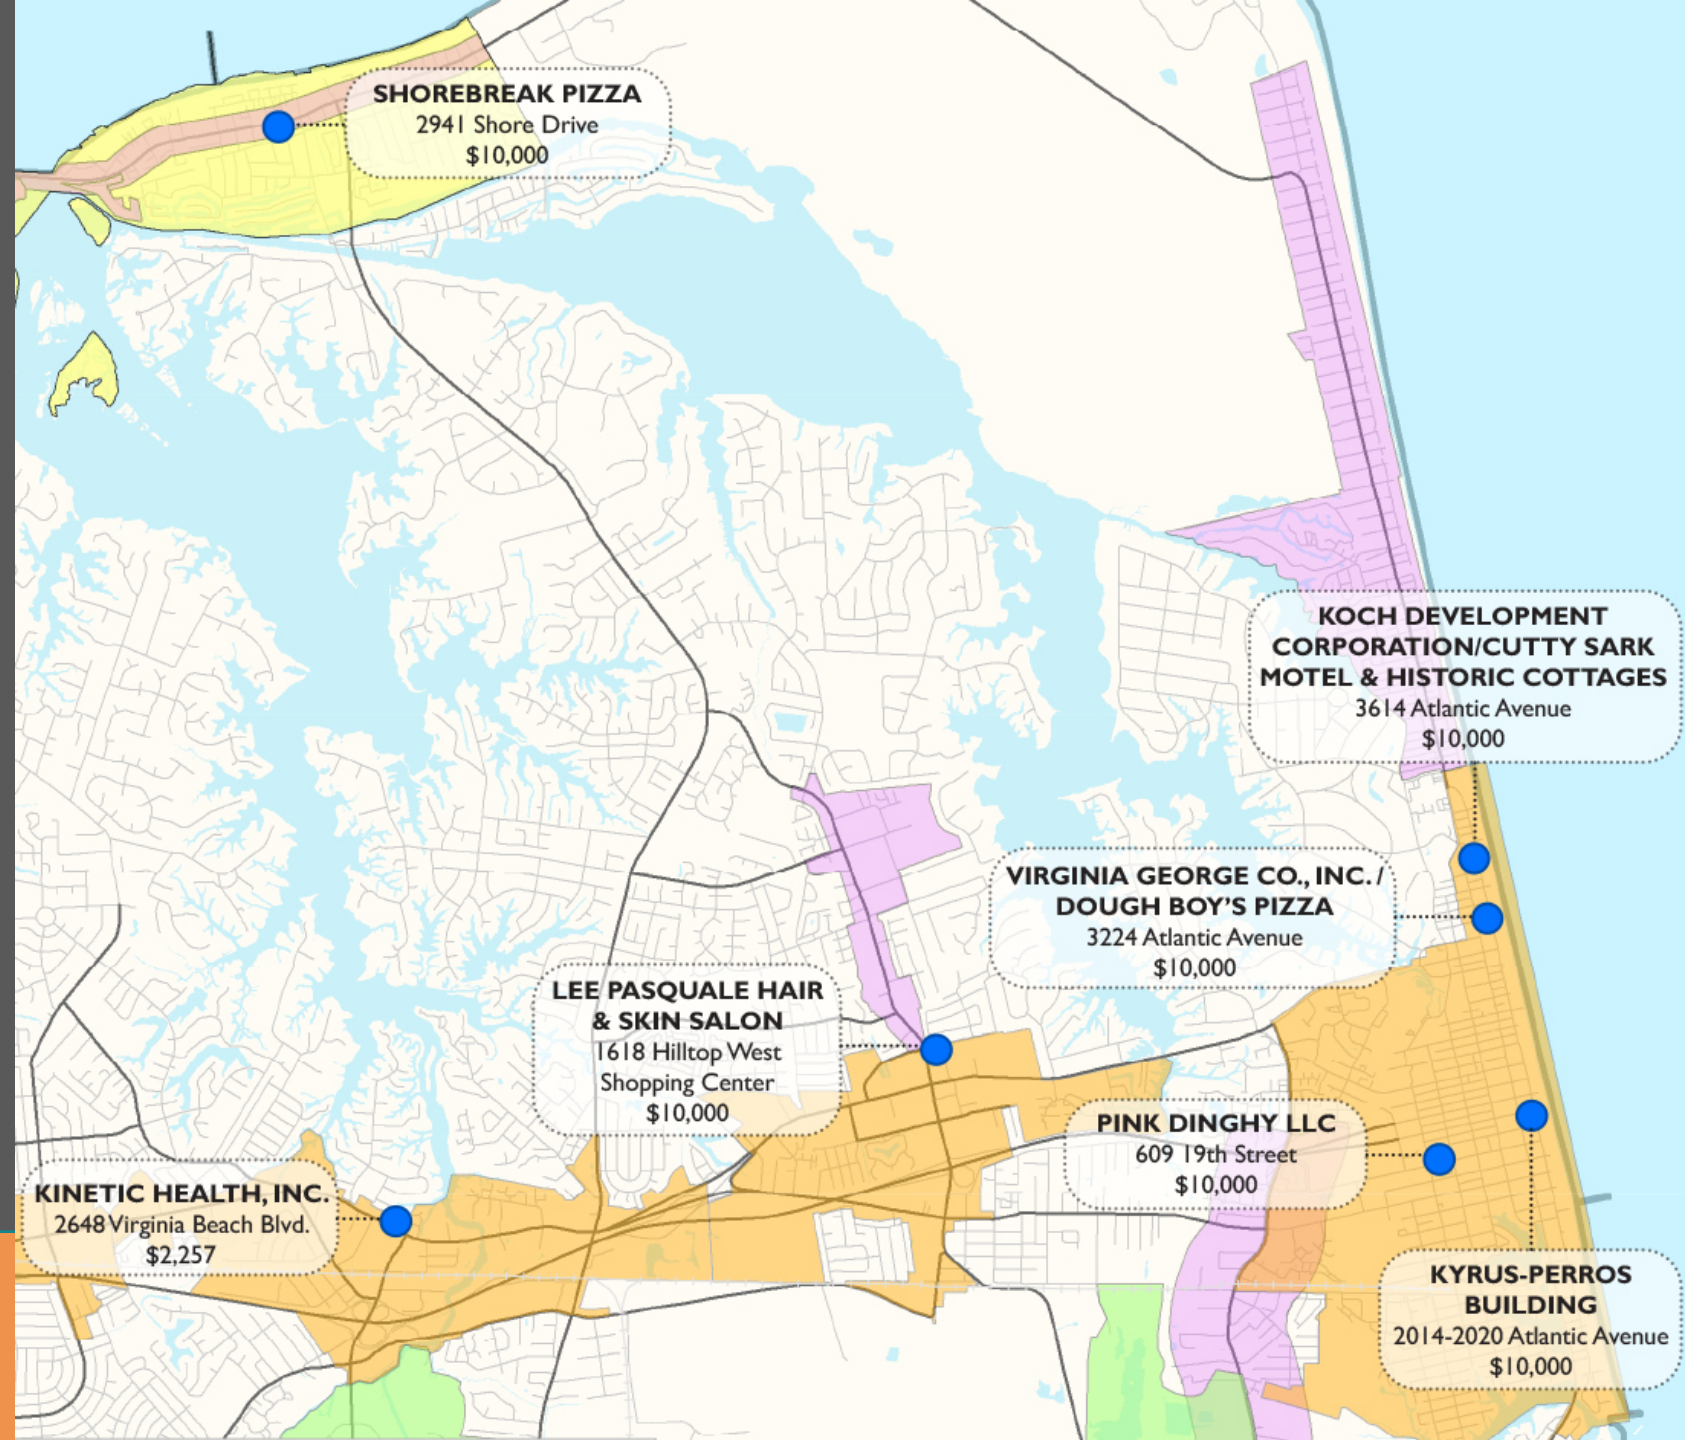 SHOREBREAK PIZZA
2941 Shore Drive
$10,000
KOCH DEVELOPMENT
CORPORATION/CUTTY SARK
MOTEL & HISTORIC COTTAGES
3614 Atlantic Avenue
$10,000
VIRGINIA GEORGE CO., INC. /
DOUGH BOY'S PIZZA
3224 Atlantic Avenue
$10,000
LEE PASQUALE HAIR
& SKIN SALON
1618 Hilltop West
Shopping Center
$10,000
PINK DINGHY LLC
609 19th Street
$10,000
KINETIC HEALTH, INC.
2648 Virginia Beach Blvd.
$2,257
KYRUS-PERROS
BUILDING
2014-2020 Atlantic Avenue
$10,000